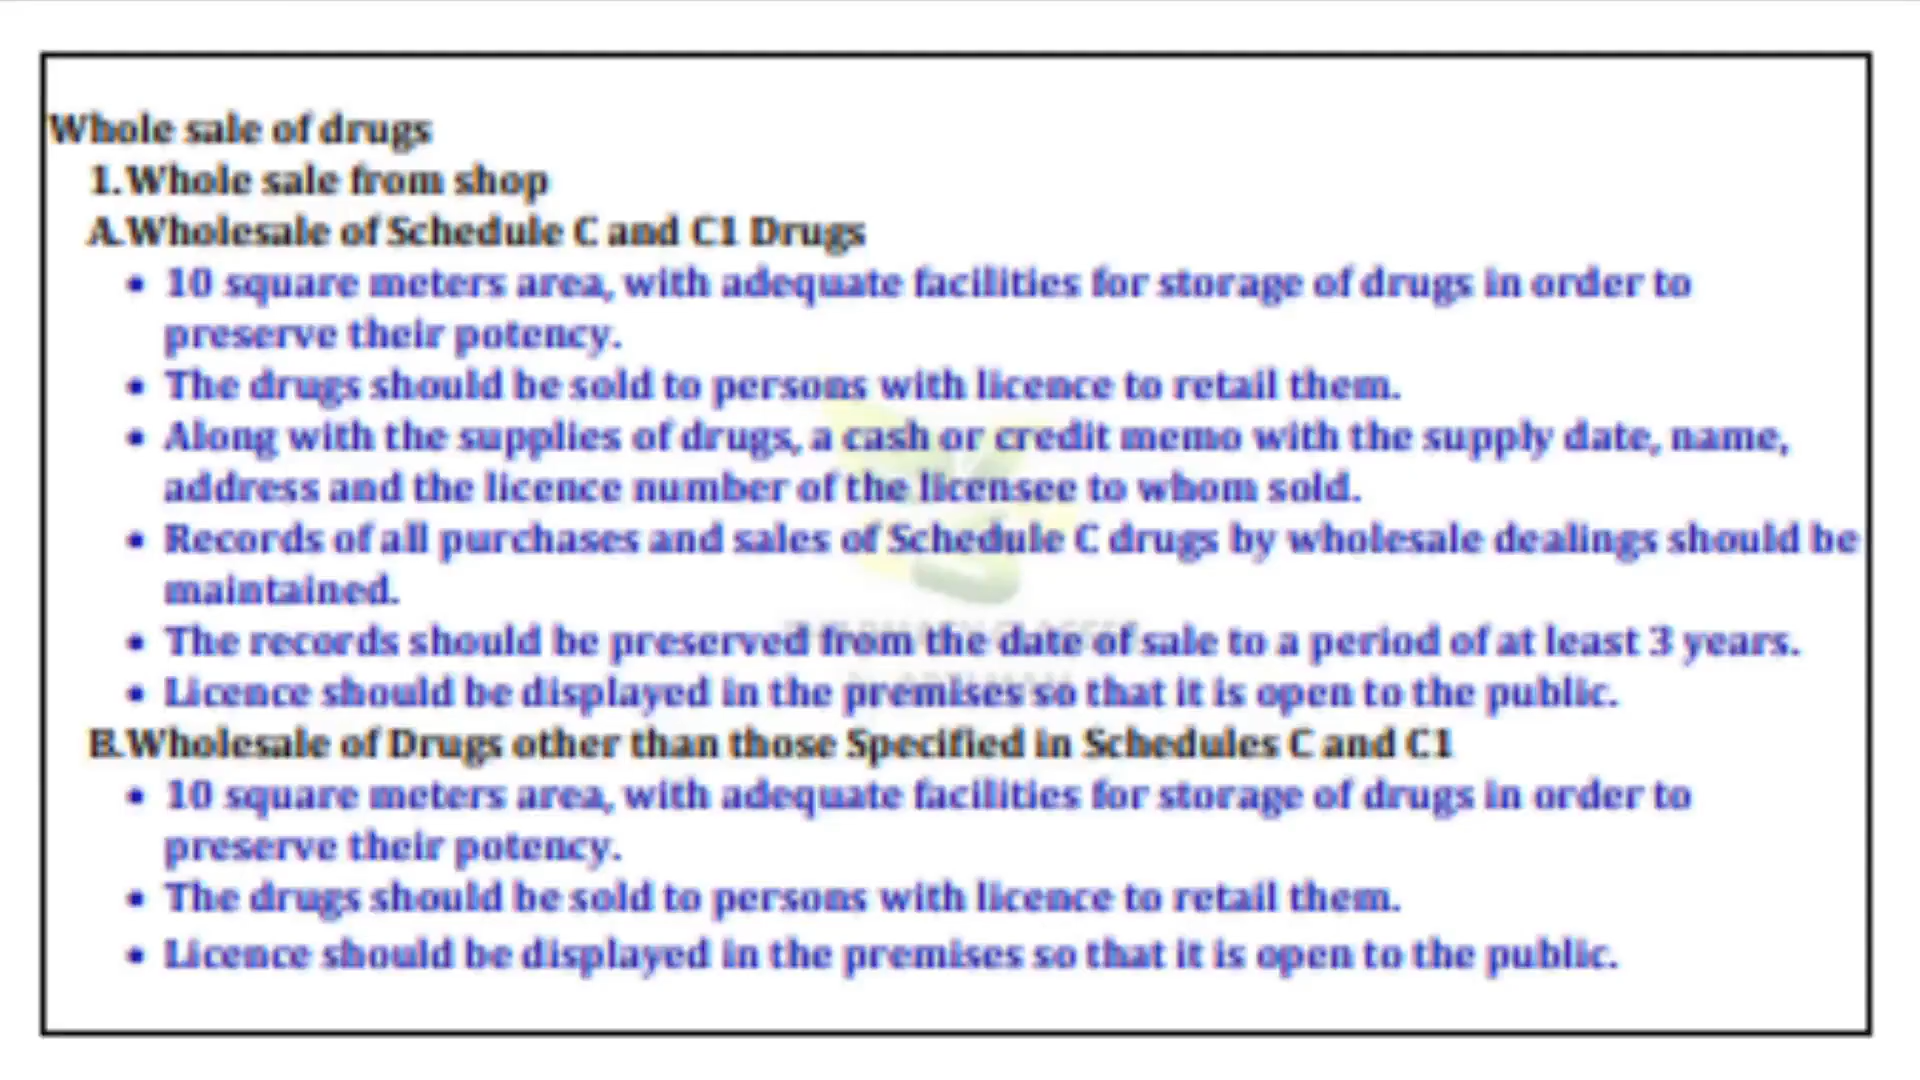 Whole sale of drugs
1.Whole sale from shop
A.Wholesale of Schedule C and C1 Drugs
• 10 square meters area, with adequate facilities for storage of drugs in order to
preserve their potency.
• The drugs should be sold to persons with licence to retail them.
• Along with the supplies of drugs, a cash or credit memo with the supply date, name,
address and the licence number of the licensee to whom sold.
• Records of all purchases and sales of Schedule C drugs by wholesale dealings should be
maintained.
• The records should be preserved from the date of sale to a period of at least 3 years.
• Licence should be displayed in the premises so that it is open to the public.
B.Wholesale of Drugs other than those Specified in Schedules C and C1
• 10 square meters area, with adequate facilities for storage of drugs in order to
preserve their potency.
• The drugs should be sold to persons with licence to retail them.
• Licence should be displayed in the premises so that it is open to the public.